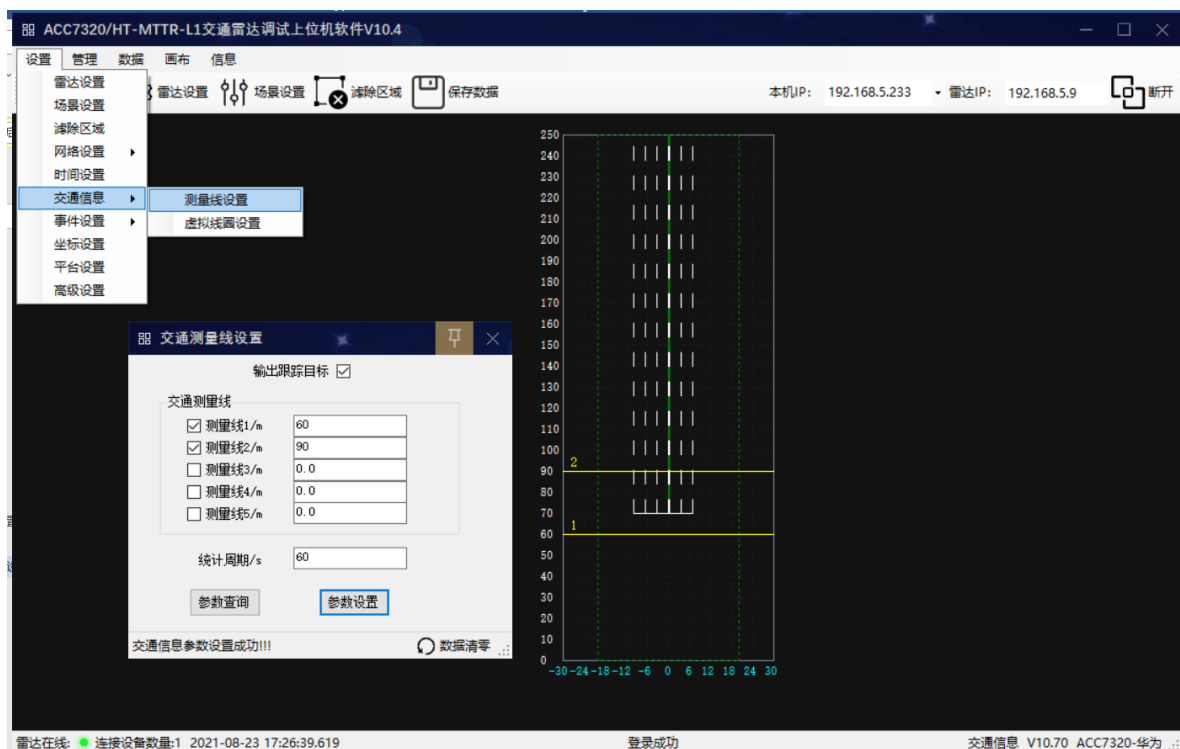 ACC7320/HT-MTTR-L1交通雷达调试上位机软件V10.4
设置 管理 数据 画布 信息
雷达设置 场景设置 滤除区域 保存数据 本机IP: 192.168.5.233 雷达IP: 192.168.5.9 断开
雷达设置
场景设置
滤除区域
网络设置
时间设置
交通信息
事件设置
坐标设置
平台设置
高级设置
测量线设置
虚拟线圈设置
交通测量线设置
输出跟踪目标
交通测量线
测量线1/m 60
测量线2/m 90
测量线3/m 0.0
测量线4/m 0.0
测量线5/m 0.0
统计周期/s 60
参数查询 参数设置
交通信息参数设置成功!!! 数据清零
250
240
230
220
210
200
190
180
170
160
150
140
130
120
110
100
2
90
80
70
1
60
50
40
30
20
10
0
-30 -24 -18 -12 -6 0 6 12 18 24 30
雷达在线: 连接设备数量:1 2021-08-23 17:26:39.619 登录成功 交通信息 V10.70 ACC7320-华为